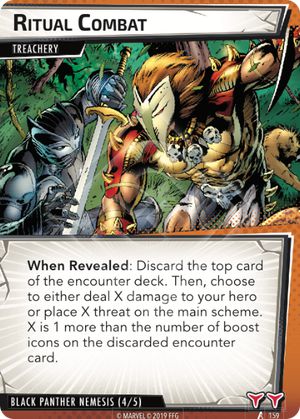 RITUAL COMBAT
TREACHERY
When Revealed: Discard the top card
of the encounter deck. Then, choose
to either deal X damage to your hero
or place X threat on the main scheme.
X is 1 more than the number of boost
icons on the discarded encounter
card.
BLACK PANTHER NEMESIS (4/5)
© MARVEL © 2019 FFG
159